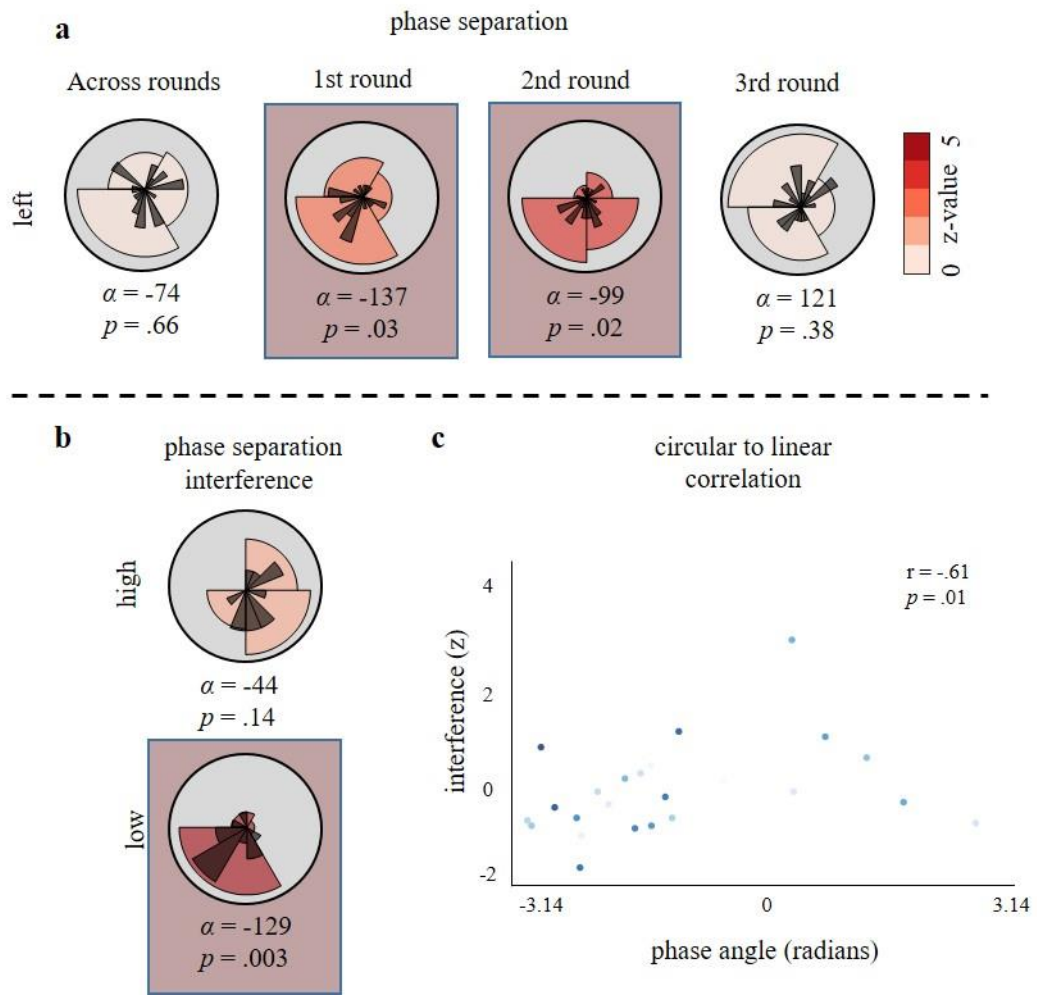 a
phase separation
Across rounds
1st round
2nd round
3rd round
left
α = -74
p = .66
α = -137
p = .03
α = -99
p = .02
α = 121
p = .38
0 z-value 5
b
phase separation
interference
high
α = -44
p = .14
low
α = -129
p = .003
c
circular to linear
correlation
r = -.61
p = .01
interference (z)
4
2
0
-2
-3.14
0
3.14
phase angle (radians)